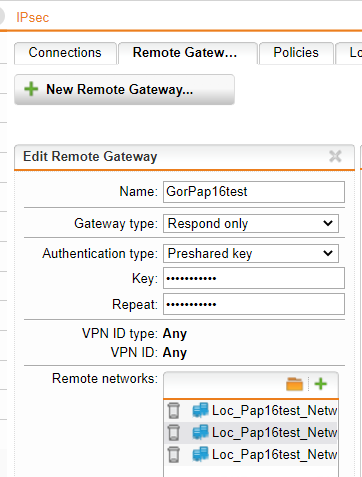 IPsec
Connections
Remote Gatew…
Policies
Lo
New Remote Gateway...
Edit Remote Gateway
Name: GorPap16test
Gateway type: Respond only
Authentication type: Preshared key
Key: •••••••••••
Repeat: •••••••••••
VPN ID type: Any
VPN ID: Any
Remote networks:
Loc_Pap16test_Netw
Loc_Pap16test_Netw
Loc_Pap16test_Netw